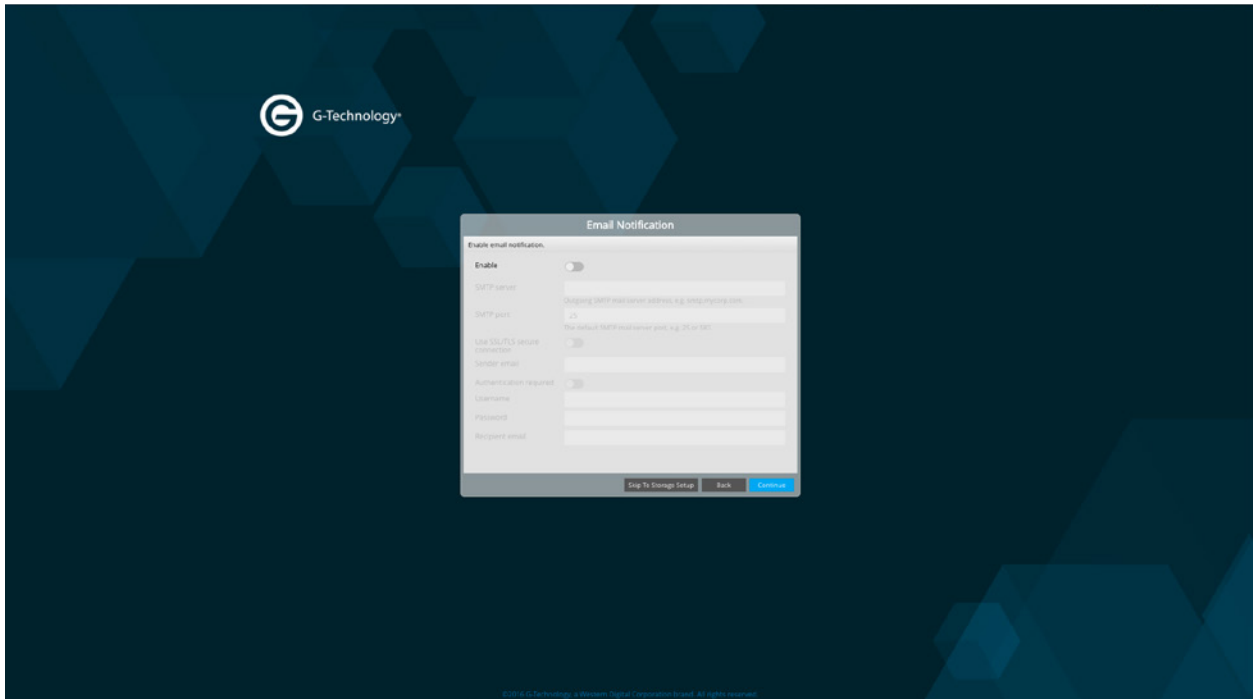 G-Technology®
Email Notification
Enable email notification.
Enable
SMTP server
Outgoing SMTP mail server address, e.g. smtp.mycorp.com.
SMTP port
25
The default SMTP mail server port, e.g. 25 or 587.
Use SSL/TLS secure
connection
Sender email
Authentication required
Username
Password
Recipient email
Skip To Storage Setup Back Continue
©2016 G-Technology, a Western Digital Corporation brand. All rights reserved.